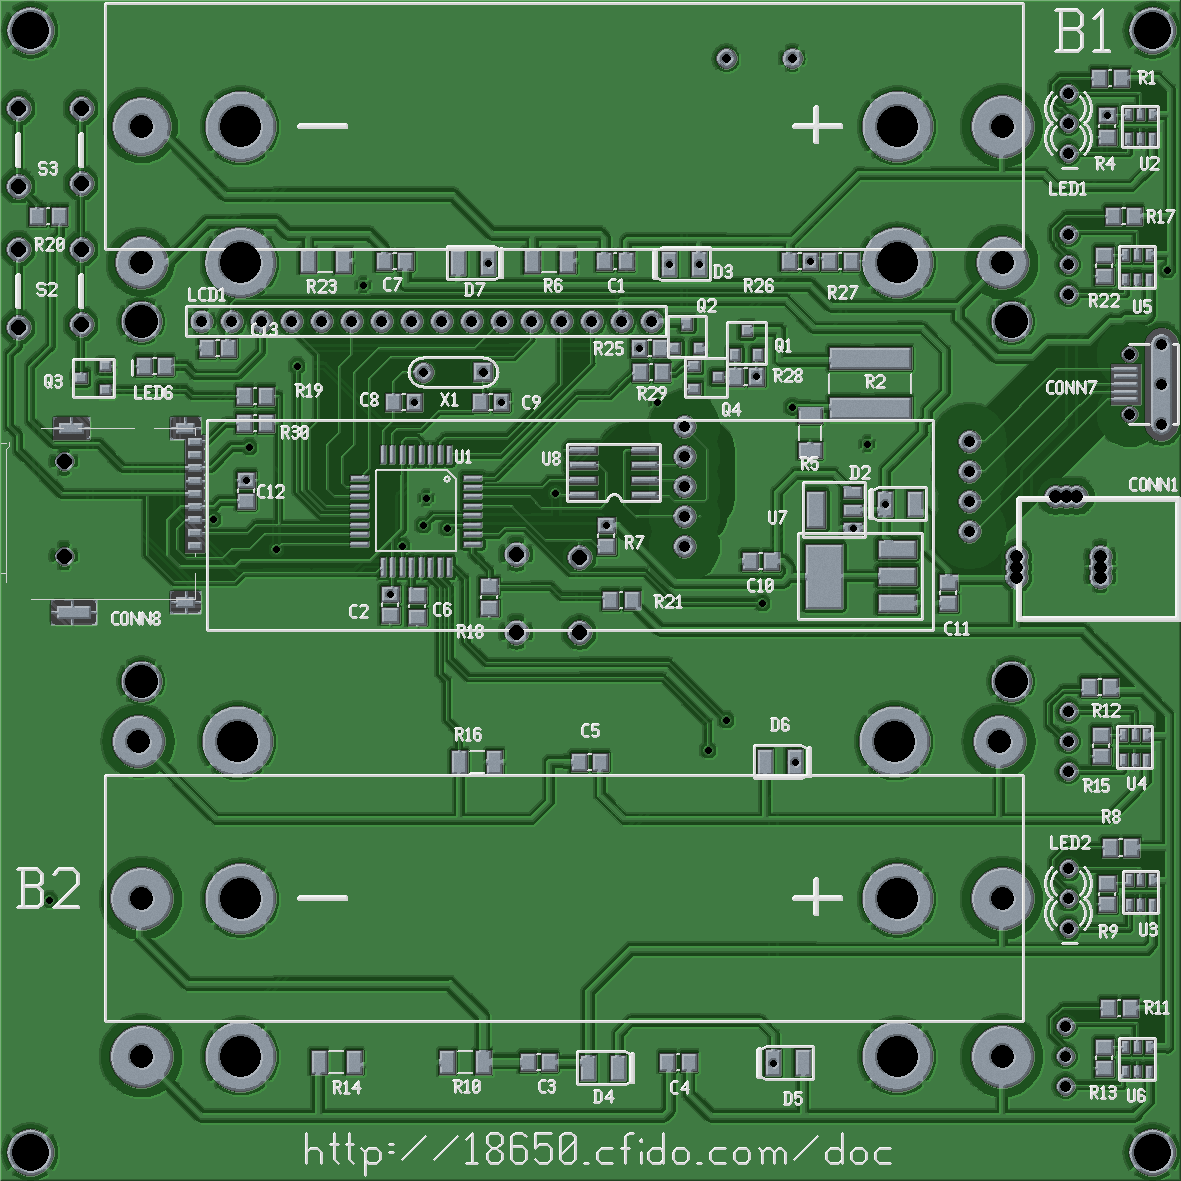 B1
R1
S3
R4
U2
LED1
R17
R20
S2
R23
C7
D7
R6
C1
D3
R26
R27
R22
U5
LCD1
Q2
C13
R25
Q1
Q3
LED6
R19
C8
X1
C9
R29
R28
R2
CONN7
Q4
R30
U1
U8
R5
D2
CONN1
C12
U7
R7
C10
C2
C6
R21
CONN8
R18
C11
R12
R16
C5
D6
R15
U4
R8
LED2
B2
R9
U3
R11
R14
R10
C3
D4
C4
D5
R13
U6
http://18650.cfido.com/doc